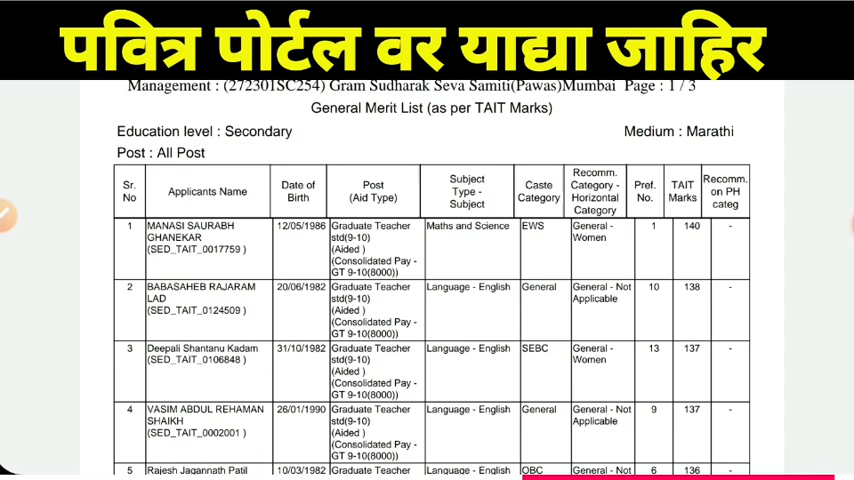 पवित्र पोर्टल वर याद्या जाहिर
Management : (272301SC254) Gram Sudharak Seva Samiti(Pawas)Mumbai Page : 1 / 3
General Merit List (as per TAIT Marks)
Education level : Secondary Medium : Marathi
Post : All Post
Sr. No Applicants Name Date of Birth Post (Aid Type) Subject Type - Subject Caste Category Recomm. Category - Horizontal Category Pref. No. TAIT Marks Recomm. on PH categ
1 MANASI SAURABH 12/05/1986 Graduate Teacher Maths and Science EWS General - 1 140 -
GHANEKAR std(9-10) Women
(SED_TAIT_0017759 ) (Aided )
(Consolidated Pay -
GT 9-10(8000))
2 BABASAHEB RAJARAM 20/06/1982 Graduate Teacher Language - English General General - Not 10 138 -
LAD std(9-10) Applicable
(SED_TAIT_0124509 ) (Aided )
(Consolidated Pay -
GT 9-10(8000))
3 Deepali Shantanu Kadam 31/10/1982 Graduate Teacher Language - English SEBC General - 13 137 -
(SED_TAIT_0106848 ) std(9-10) Women
(Aided )
(Consolidated Pay -
GT 9-10(8000))
4 VASIM ABDUL REHAMAN 26/01/1990 Graduate Teacher Language - English General General - Not 9 137 -
SHAIKH std(9-10) Applicable
(SED_TAIT_0002001 ) (Aided )
(Consolidated Pay -
GT 9-10(8000))
5 Rajesh Jagannath Patil 10/03/1982 Graduate Teacher Language - English OBC General - Not 6 136 -